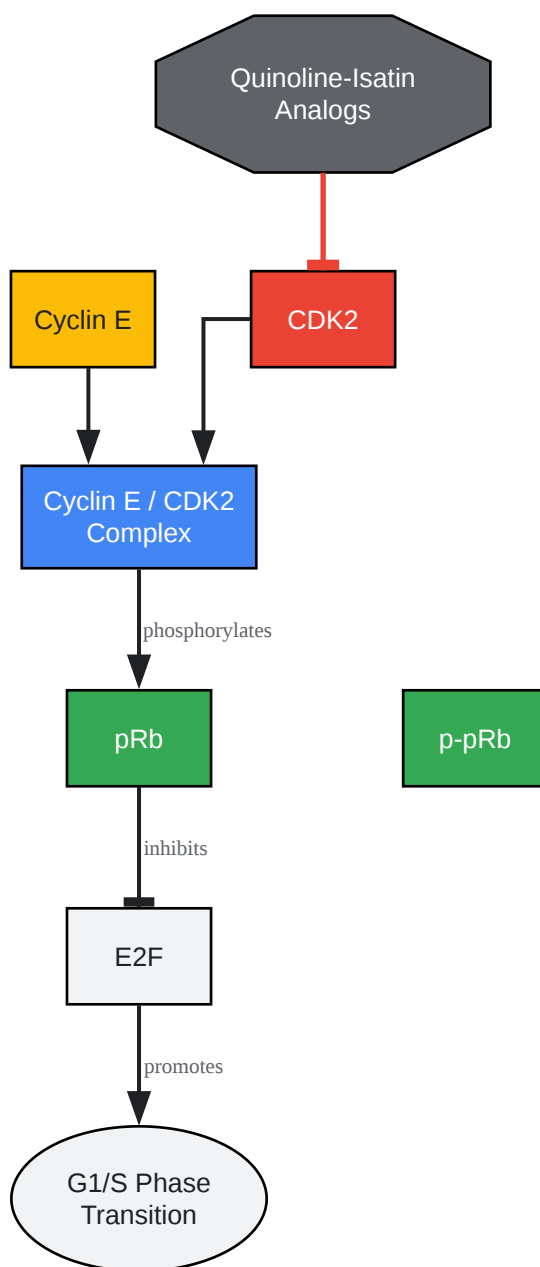 Quinoline-Isatin
Analogs
Cyclin E
CDK2
Cyclin E / CDK2
Complex
phosphorylates
pRb
p-pRb
inhibits
E2F
promotes
G1/S Phase
Transition